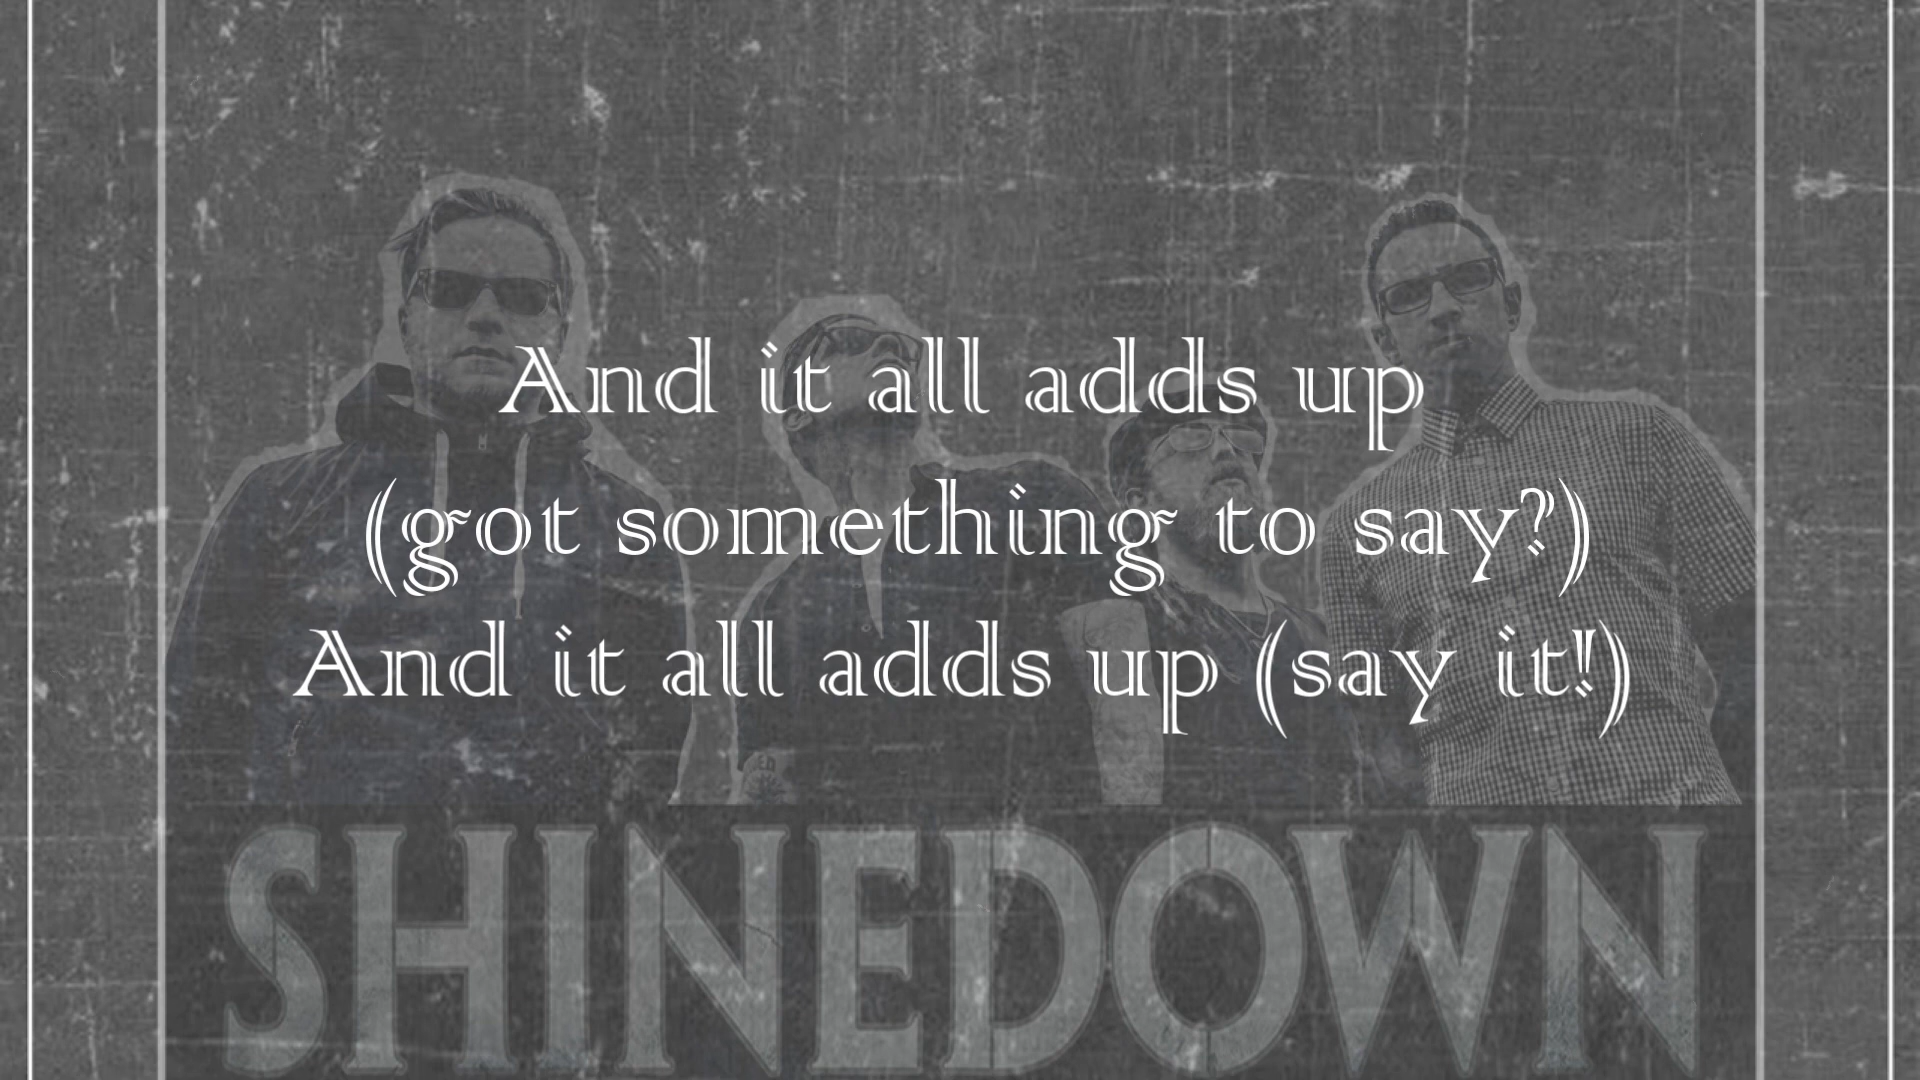 And it all adds up
(got something to say?)
And it all adds up (say it!)
SHINEDOWN